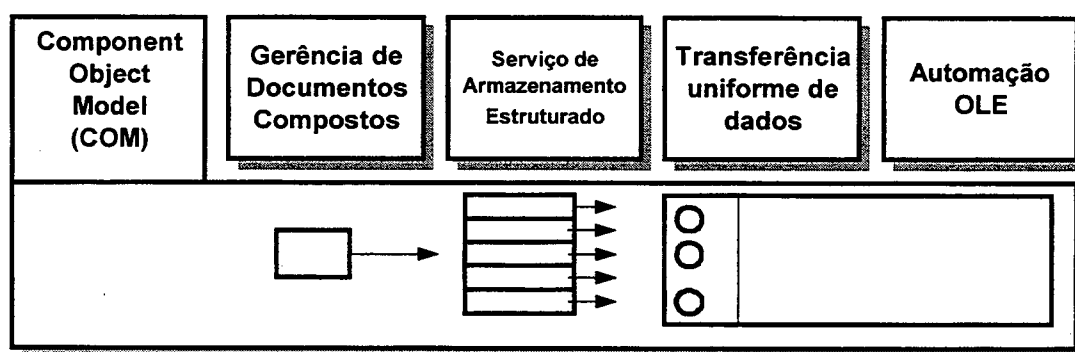 Component
Object
Model
(COM)
Gerência de
Documentos
Compostos
Serviço de
Armazenamento
Estruturado
Transferência
uniforme de
dados
Automação
OLE